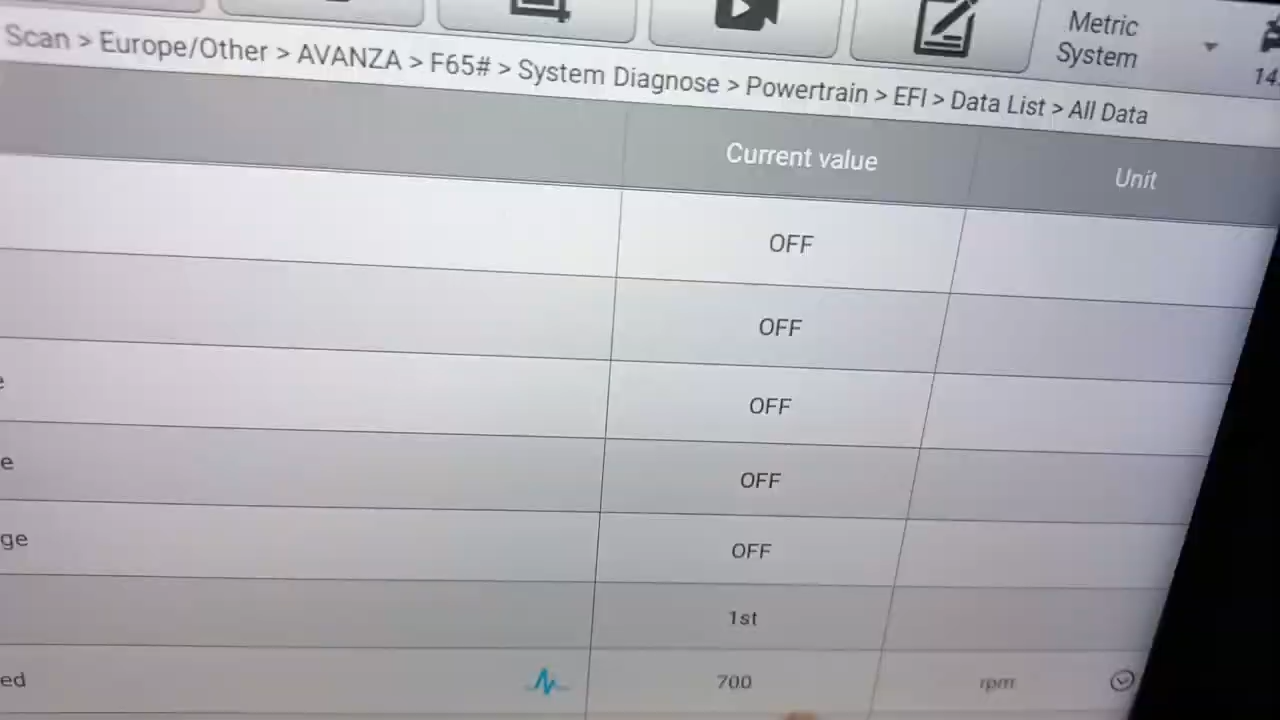 Metric
System
14
Scan > Europe/Other > AVANZA > F65# > System Diagnose > Powertrain > EFI > Data List > All Data
Current value Unit
OFF
OFF
e OFF
e OFF
ge OFF
1st
ed 700 rpm